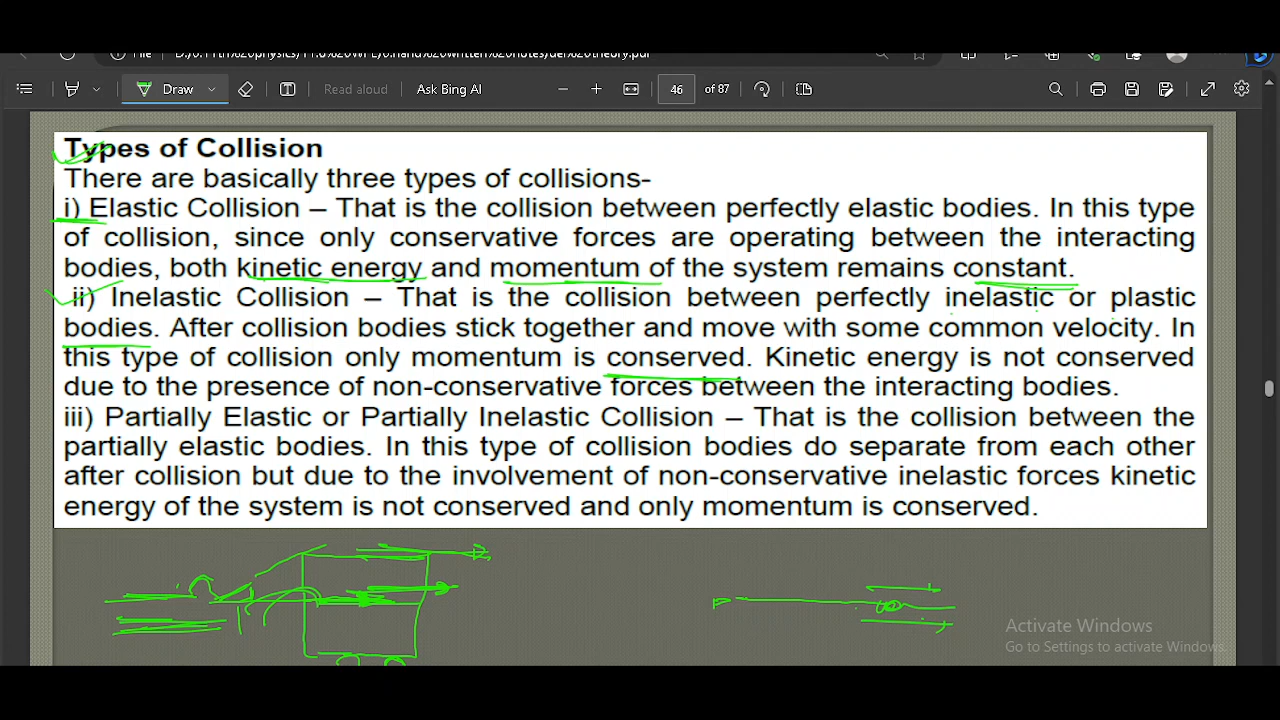 Draw
Read aloud
Ask Bing AI
46 of 87
Types of Collision
There are basically three types of collisions-
i) Elastic Collision – That is the collision between perfectly elastic bodies. In this type
of collision, since only conservative forces are operating between the interacting
bodies, both kinetic energy and momentum of the system remains constant.
ii) Inelastic Collision – That is the collision between perfectly inelastic or plastic
bodies. After collision bodies stick together and move with some common velocity. In
this type of collision only momentum is conserved. Kinetic energy is not conserved
due to the presence of non-conservative forces between the interacting bodies.
iii) Partially Elastic or Partially Inelastic Collision – That is the collision between the
partially elastic bodies. In this type of collision bodies do separate from each other
after collision but due to the involvement of non-conservative inelastic forces kinetic
energy of the system is not conserved and only momentum is conserved.
Activate Windows
Go to Settings to activate Windows.